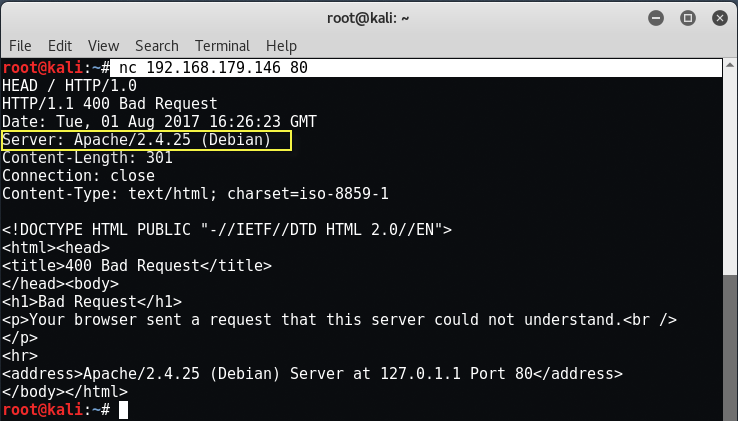 root@kali: ~
File Edit View Search Terminal Help
root@kali:~# nc 192.168.179.146 80
HEAD / HTTP/1.0
HTTP/1.1 400 Bad Request
Date: Tue, 01 Aug 2017 16:26:23 GMT
Server: Apache/2.4.25 (Debian)
Content-Length: 301
Connection: close
Content-Type: text/html; charset=iso-8859-1

<!DOCTYPE HTML PUBLIC "-//IETF//DTD HTML 2.0//EN">
<html><head>
<title>400 Bad Request</title>
</head><body>
<h1>Bad Request</h1>
<p>Your browser sent a request that this server could not understand.<br />
</p>
<hr>
<address>Apache/2.4.25 (Debian) Server at 127.0.1.1 Port 80</address>
</body></html>
root@kali:~#